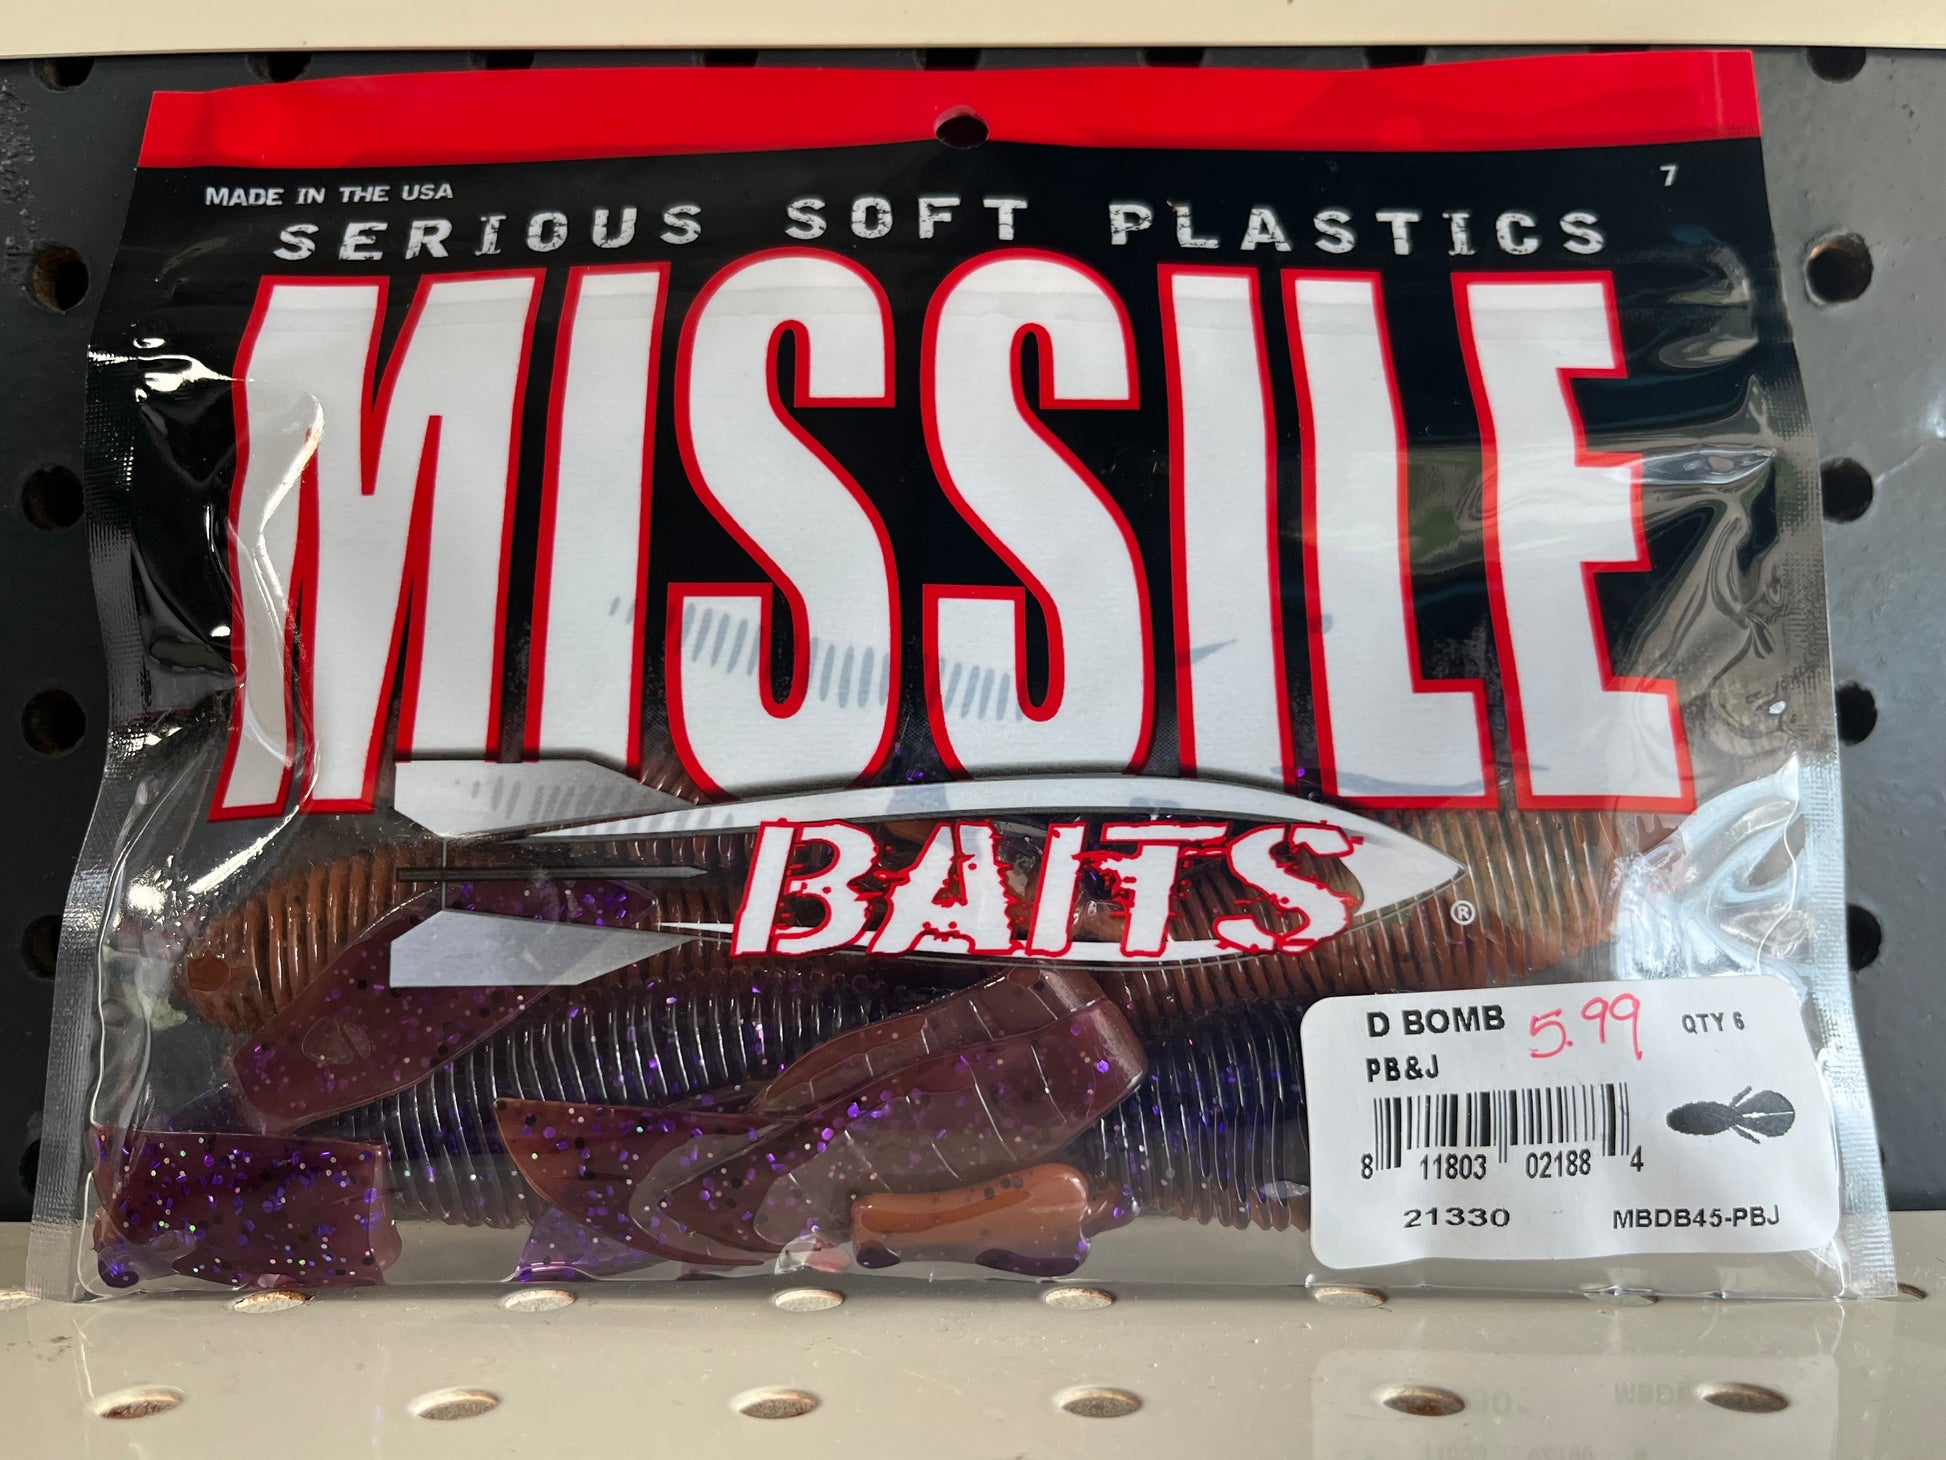 MADE IN THE USA
7
SERIOUS SOFT PLASTICS
MISSILE
BAITS®
D BOMB 5.99 QTY 6
PB&J
8 11803 02188 4
21330 MBDB45-PBJ